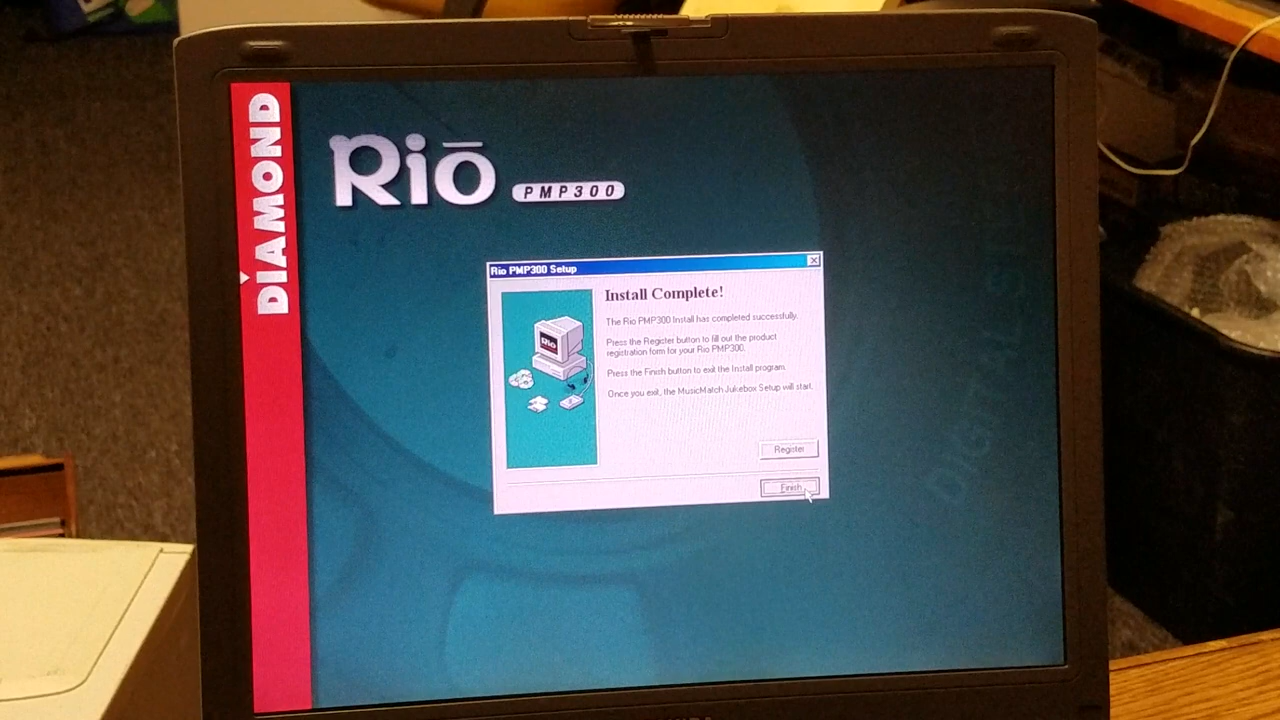 DIAMOND
Rio
PMP300
Rio PMP300 Setup
Rio
Install Complete!
The Rio PMP300 Install has completed successfully.
Press the Register button to fill out the product
registration form for your Rio PMP300.
Press the Finish button to exit the Install program.
Once you exit, the MusicMatch Jukebox Setup will start.
Register
Finish